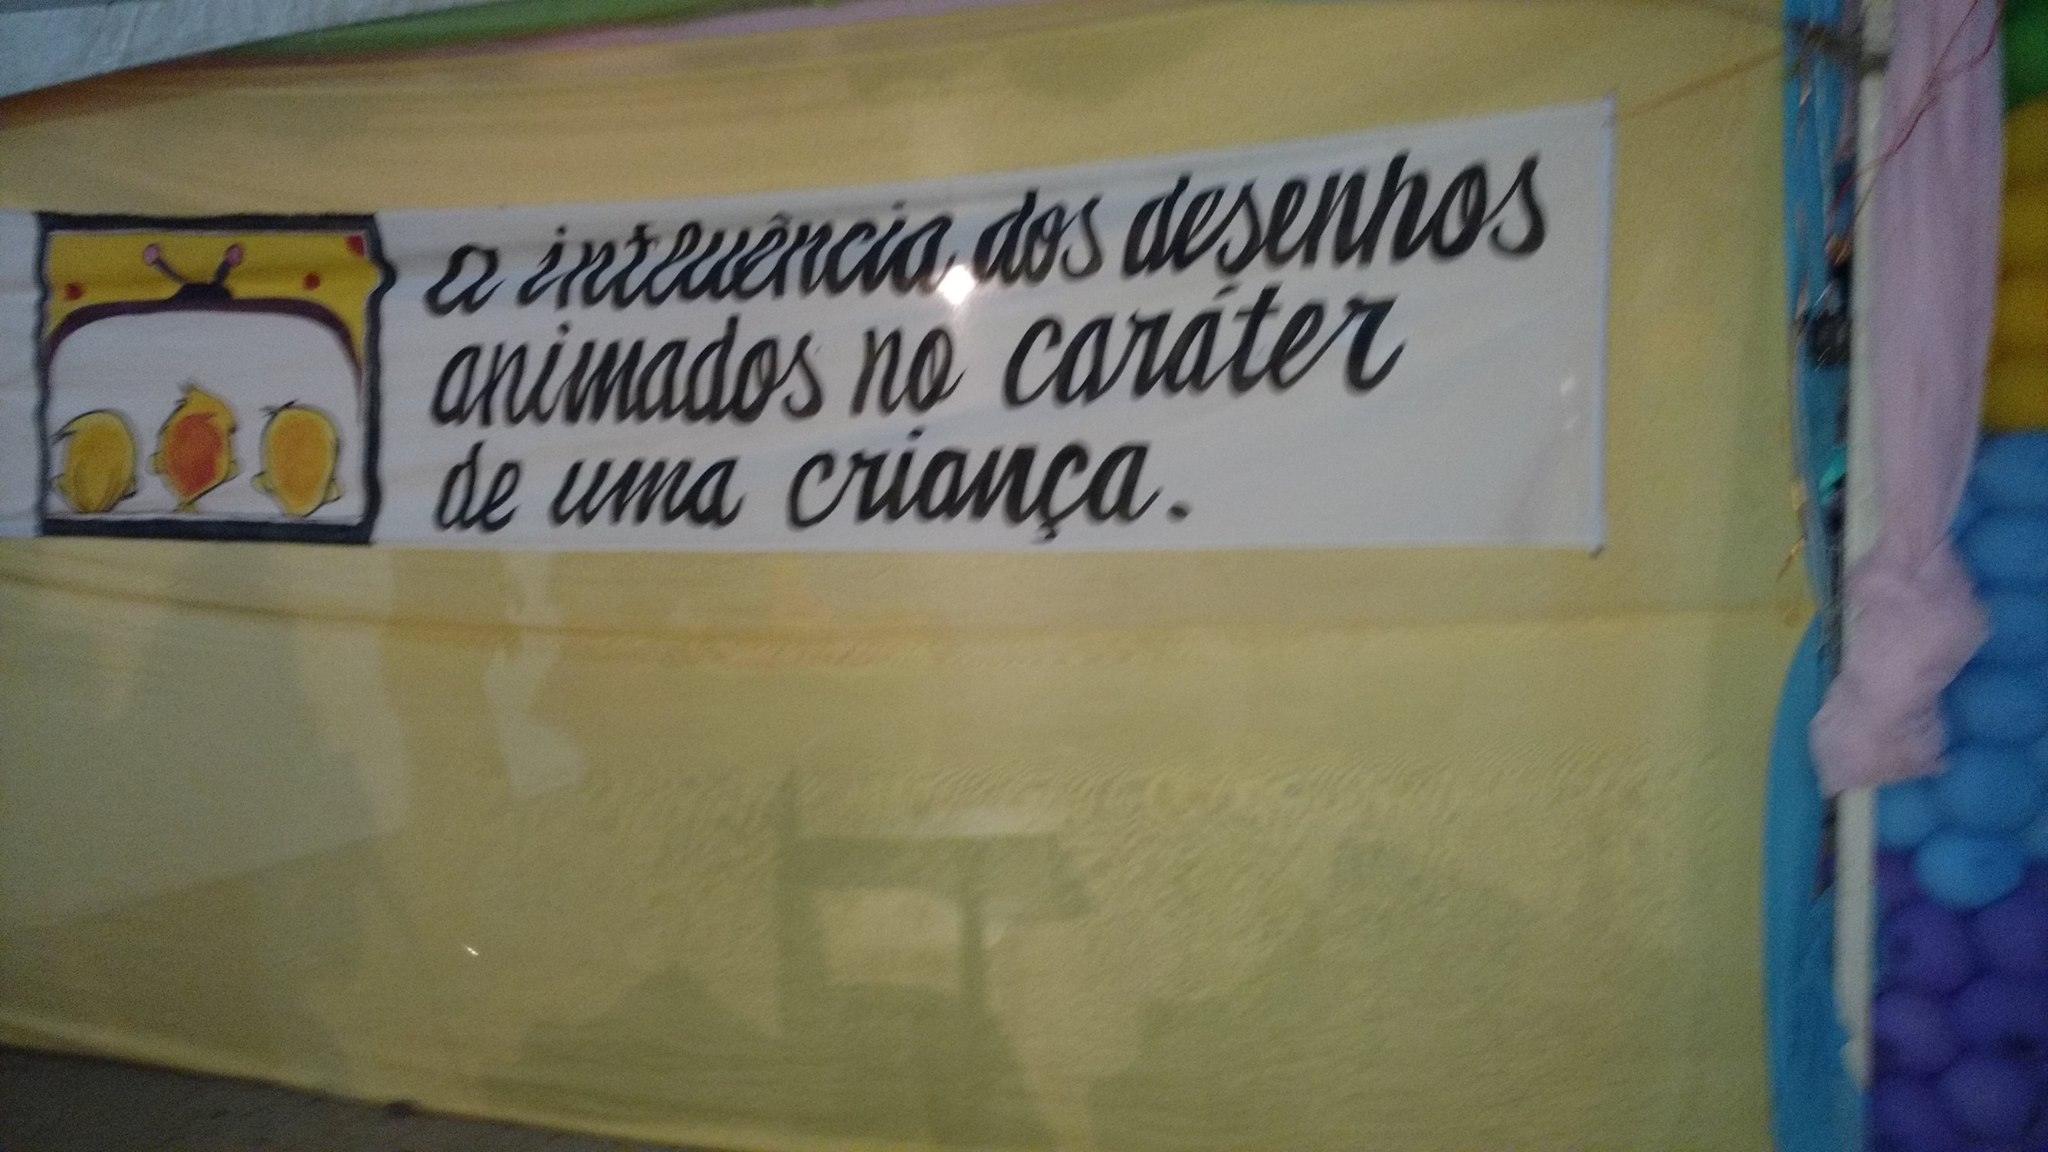 A influência dos desenhos
animados no caráter
de uma criança.